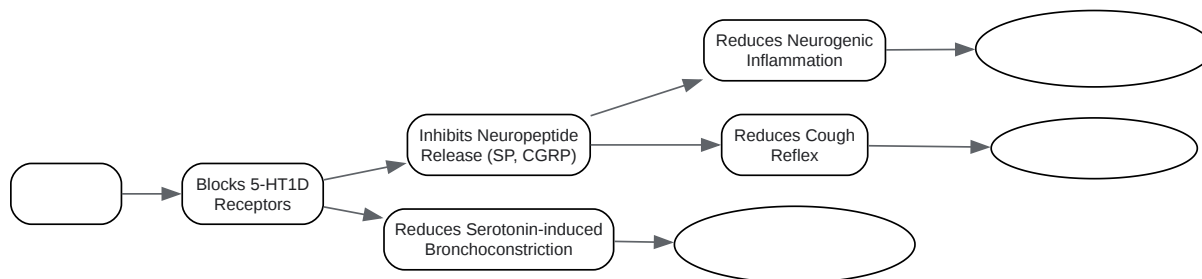 Blocks 5-HT1D
Receptors
Inhibits Neuropeptide
Release (SP, CGRP)
Reduces Serotonin-induced
Bronchoconstriction
Reduces Neurogenic
Inflammation
Reduces Cough
Reflex